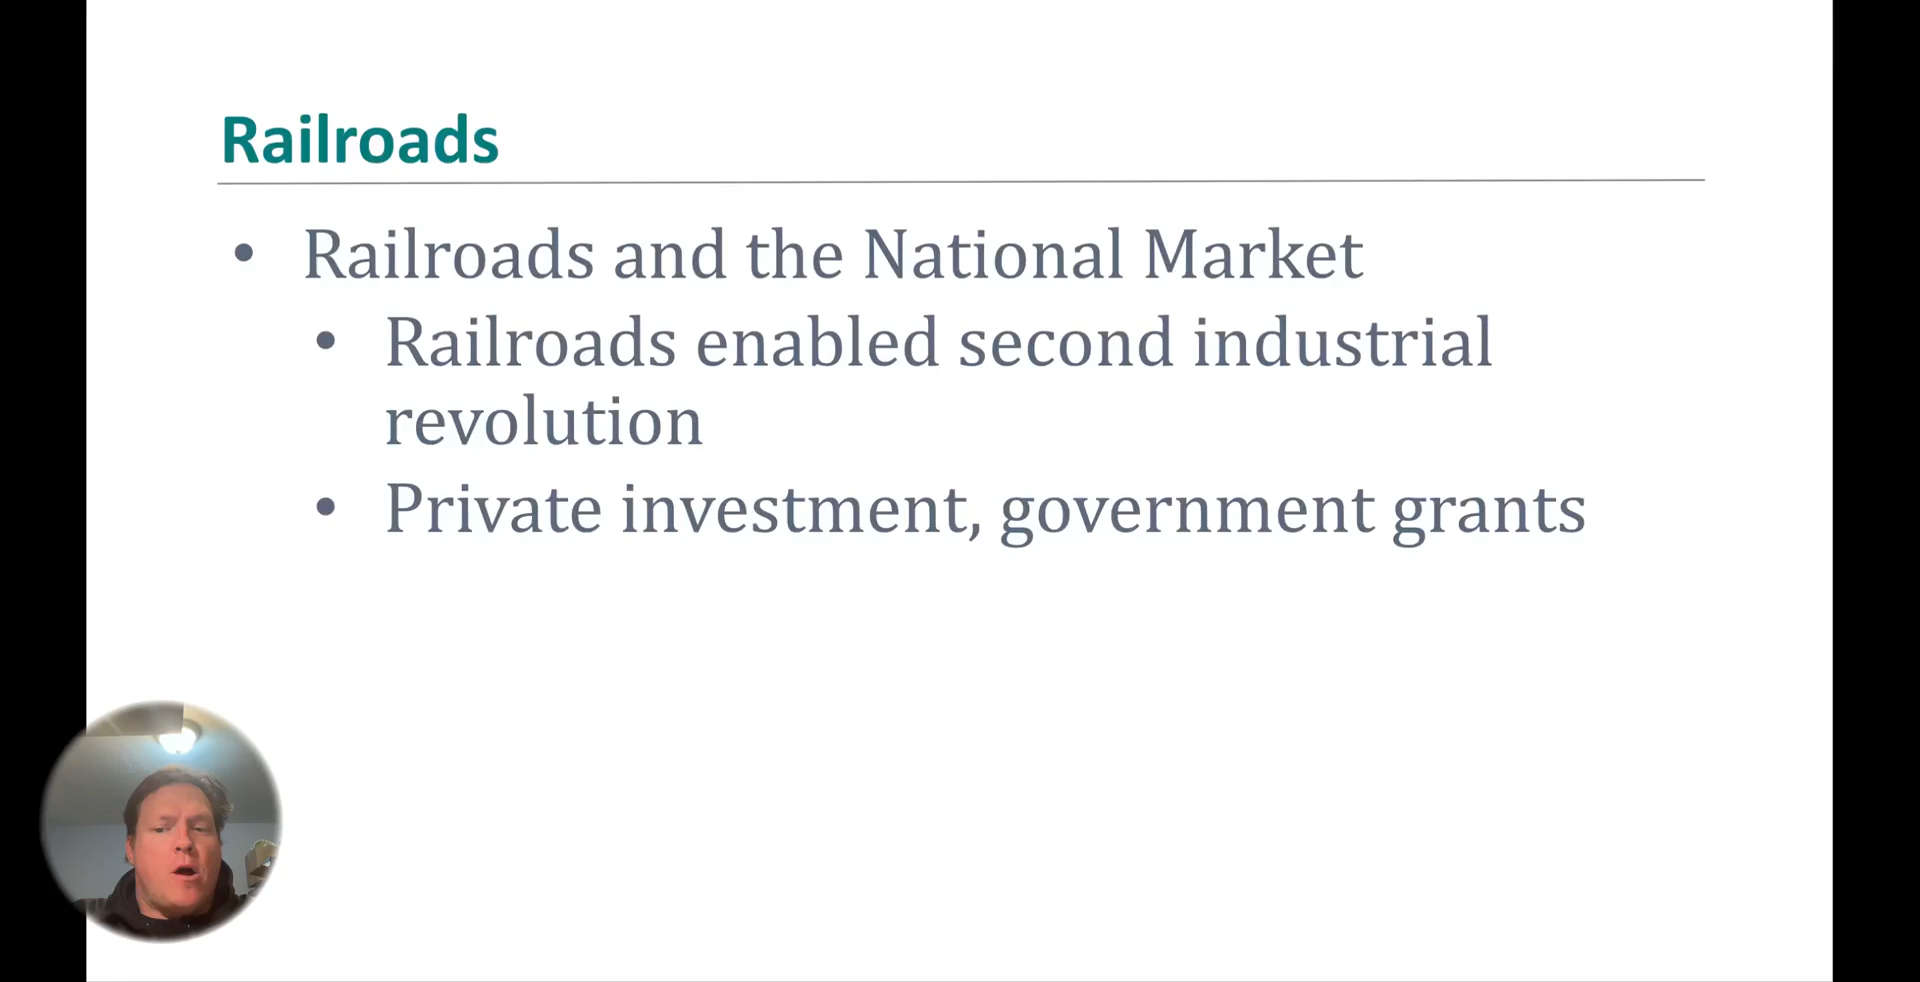 Railroads
• Railroads and the National Market
• Railroads enabled second industrial
revolution
• Private investment, government grants